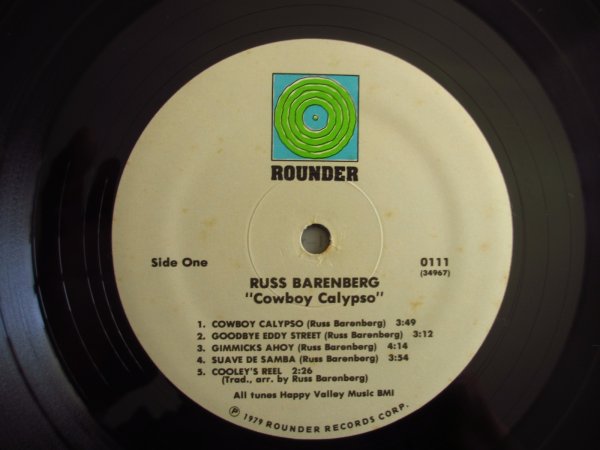 ROUNDER
Side One
0111
(34967)
RUSS BARENBERG
"Cowboy Calypso"
1. COWBOY CALYPSO (Russ Barenberg) 3:49
2. GOODBYE EDDY STREET (Russ Barenberg) 3:12
3. GIMMICKS AHOY (Russ Barenberg) 4:14
4. SUAVE DE SAMBA (Russ Barenberg) 3:54
5. COOLEY'S REEL 2:26
(Trad., arr. by Russ Barenberg)
All tunes Happy Valley Music BMI
Ⓟ 1979 ROUNDER RECORDS CORP.